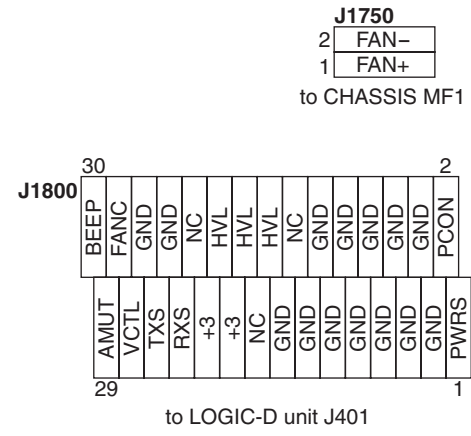 J1750
2 FAN−
1 FAN+
to CHASSIS MF1
30 2
J1800 BEEP FANC GND GND NC HVL HVL HVL NC GND GND GND GND GND PCON
AMUT VCTL TXS RXS +3 +3 NC GND GND GND GND GND GND GND PWRS
29 1
to LOGIC-D unit J401